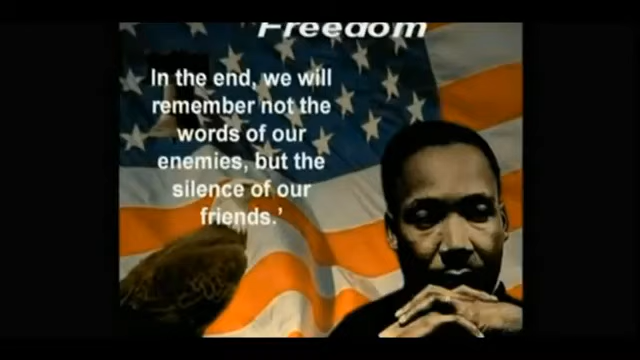 "Freedom
In the end, we will
remember not the
words of our
enemies, but the
silence of our
friends.'